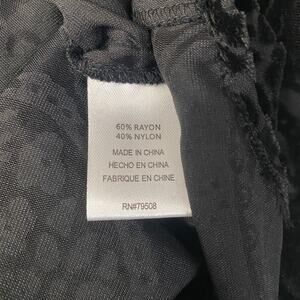 60% RAYON
40% NYLON
MADE IN CHINA
HECHO EN CHINA
FABRIQUE EN CHINE
RN#79508